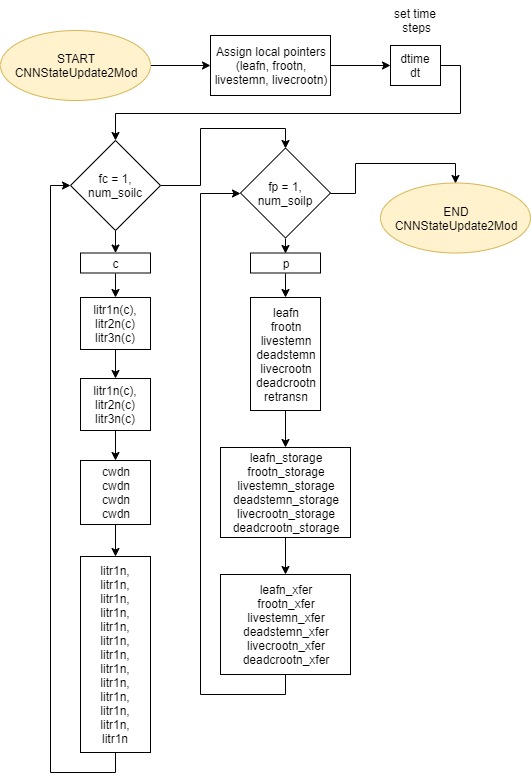 set time
steps
START
CNNStateUpdate2Mod
Assign local pointers
(leafn, frootn,
livestemn, livecrootn)
dtime
dt
fc = 1,
num_soilc
c
litr1n(c),
litr2n(c)
litr3n(c)
litr1n(c),
litr2n(c)
litr3n(c)
cwdn
cwdn
cwdn
cwdn
litr1n,
litr1n,
litr1n,
litr1n,
litr1n,
litr1n,
litr1n,
litr1n,
litr1n,
litr1n,
litr1n,
litr1n,
litr1n
fp = 1,
num_soilp
p
leafn
frootn
livestemn
deadstemn
livecrootn
deadcrootn
retransn
leafn_storage
frootn_storage
livestemn_storage
deadstemn_storage
livecrootn_storage
deadcrootn_storage
leafn_xfer
frootn_xfer
livestemn_xfer
deadstemn_xfer
livecrootn_xfer
deadcrootn_xfer
END
CNNStateUpdate2Mod